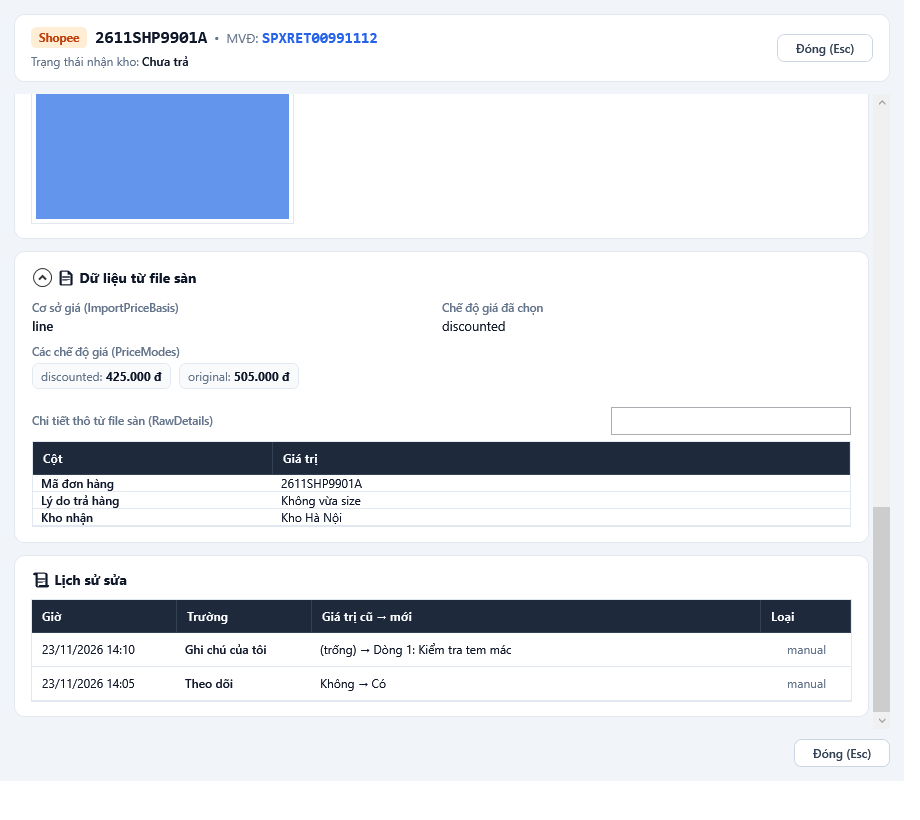 Shopee 2611SHP9901A • MVĐ: SPXRET00991112
Đóng (Esc)
Trạng thái nhận kho: Chưa trả
Dữ liệu từ file sàn
Cơ sở giá (ImportPriceBasis) Chế độ giá đã chọn
line discounted
Các chế độ giá (PriceModes)
discounted: 425.000 đ original: 505.000 đ
Chi tiết thô từ file sàn (RawDetails)
Cột Giá trị
Mã đơn hàng 2611SHP9901A
Lý do trả hàng Không vừa size
Kho nhận Kho Hà Nội
Lịch sử sửa
Giờ Trường Giá trị cũ → mới Loại
23/11/2026 14:10 Ghi chú của tôi (trống) → Dòng 1: Kiểm tra tem mác manual
23/11/2026 14:05 Theo dõi Không → Có manual
Đóng (Esc)